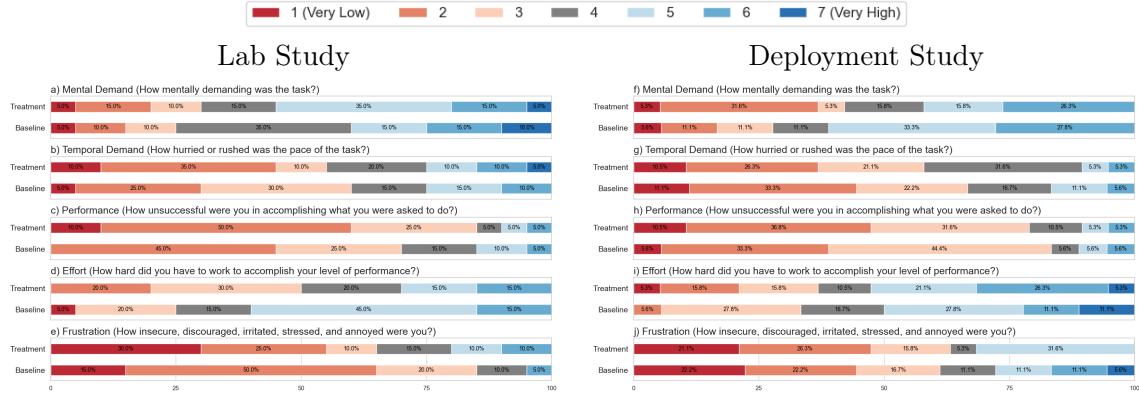 1 (Very Low) 2 3 4 5 6 7 (Very High)
Lab Study
a) Mental Demand (How mentally demanding was the task?)
Treatment 5.0% 15.0% 10.0% 15.0% 35.0% 15.0% 5.0%
Baseline 5.0% 10.0% 10.0% 35.0% 15.0% 15.0% 10.0%
b) Temporal Demand (How hurried or rushed was the pace of the task?)
Treatment 10.0% 35.0% 10.0% 20.0% 10.0% 10.0% 5.0%
Baseline 5.0% 25.0% 30.0% 15.0% 15.0% 10.0%
c) Performance (How unsuccessful were you in accomplishing what you were asked to do?)
Treatment 10.0% 50.0% 25.0% 5.0% 5.0% 5.0%
Baseline 45.0% 25.0% 15.0% 10.0% 5.0%
d) Effort (How hard did you have to work to accomplish your level of performance?)
Treatment 20.0% 30.0% 20.0% 15.0% 15.0%
Baseline 5.0% 20.0% 15.0% 45.0% 15.0%
e) Frustration (How insecure, discouraged, irritated, stressed, and annoyed were you?)
Treatment 30.0% 25.0% 10.0% 15.0% 10.0% 10.0%
Baseline 15.0% 50.0% 20.0% 10.0% 5.0%
0 25 50 75 100
Deployment Study
f) Mental Demand (How mentally demanding was the task?)
Treatment 5.3% 31.6% 5.3% 15.8% 15.8% 26.3%
Baseline 5.6% 11.1% 11.1% 11.1% 33.3% 27.8%
g) Temporal Demand (How hurried or rushed was the pace of the task?)
Treatment 10.5% 26.3% 21.1% 31.6% 5.3% 5.3%
Baseline 11.1% 33.3% 22.2% 16.7% 11.1% 5.6%
h) Performance (How unsuccessful were you in accomplishing what you were asked to do?)
Treatment 10.5% 36.8% 31.6% 10.5% 5.3% 5.3%
Baseline 5.6% 33.3% 44.4% 5.6% 5.6% 5.6%
i) Effort (How hard did you have to work to accomplish your level of performance?)
Treatment 5.3% 15.8% 15.8% 10.5% 21.1% 26.3% 5.3%
Baseline 5.6% 27.8% 16.7% 27.8% 11.1% 11.1%
j) Frustration (How insecure, discouraged, irritated, stressed, and annoyed were you?)
Treatment 21.1% 26.3% 15.8% 5.3% 31.6%
Baseline 22.2% 22.2% 16.7% 11.1% 11.1% 11.1% 5.6%
0 25 50 75 100